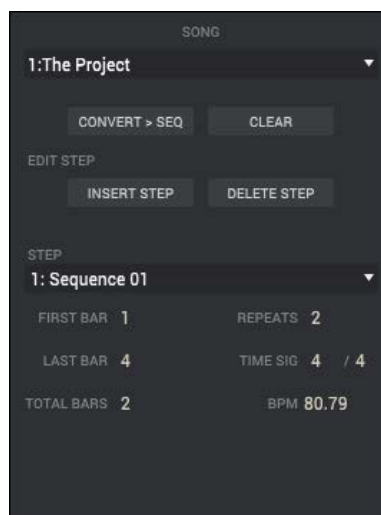 SONG
1:The Project
CONVERT > SEQ CLEAR
EDIT STEP
INSERT STEP DELETE STEP
STEP
1: Sequence 01
FIRST BAR 1 REPEATS 2
LAST BAR 4 TIME SIG 4 / 4
TOTAL BARS 2 BPM 80.79